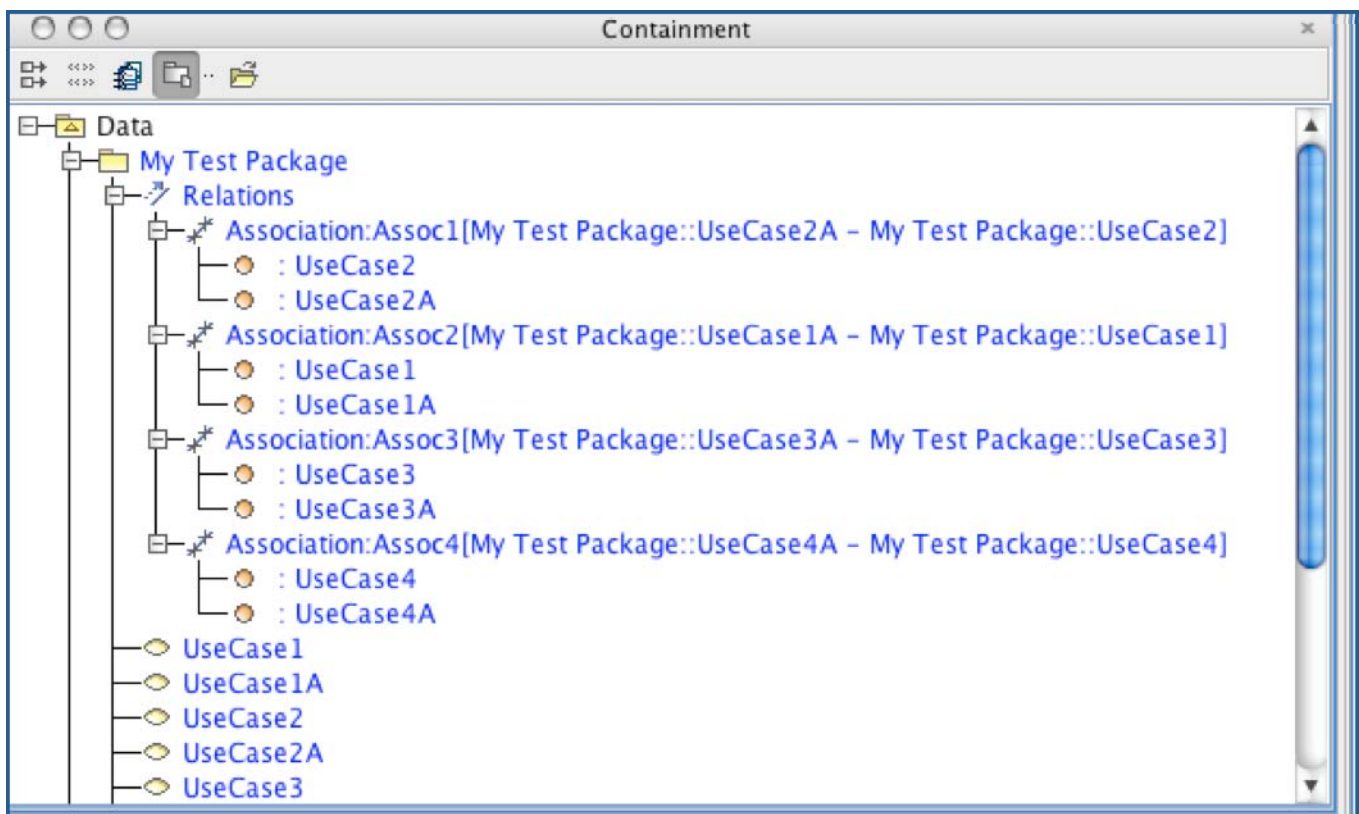 Containment
Data
My Test Package
Relations
Association:Assoc1[My Test Package::UseCase2A – My Test Package::UseCase2]
: UseCase2
: UseCase2A
Association:Assoc2[My Test Package::UseCase1A – My Test Package::UseCase1]
: UseCase1
: UseCase1A
Association:Assoc3[My Test Package::UseCase3A – My Test Package::UseCase3]
: UseCase3
: UseCase3A
Association:Assoc4[My Test Package::UseCase4A – My Test Package::UseCase4]
: UseCase4
: UseCase4A
UseCase1
UseCase1A
UseCase2
UseCase2A
UseCase3